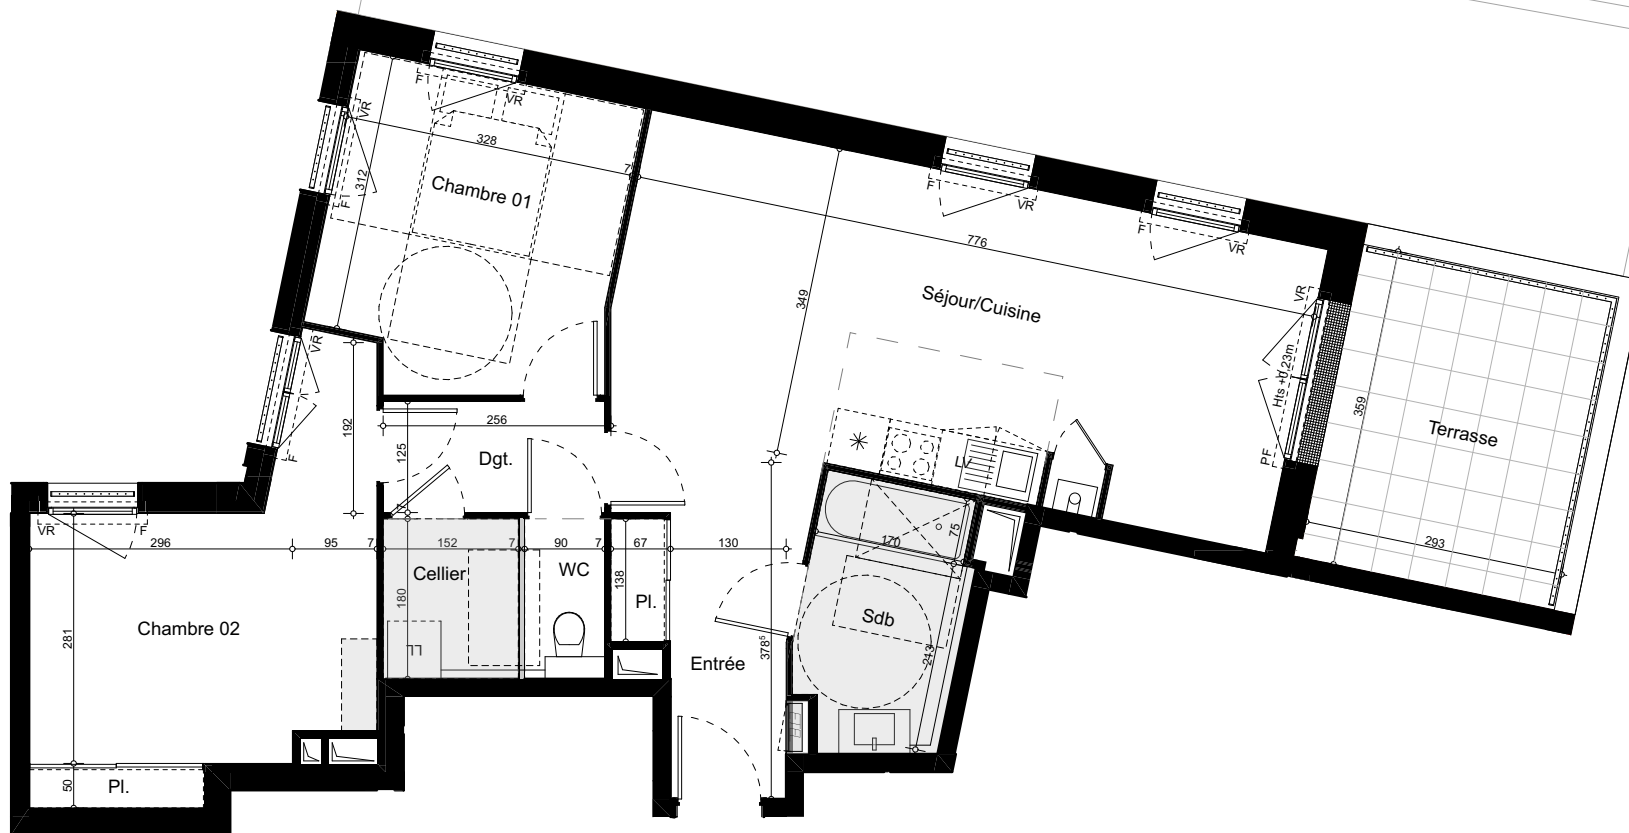 F
VR
VR
F
328
7
312
Chambre 01
F
VR
F
VR
776
349
Séjour/Cuisine
VR
Hts +0,23m
PF
359
Terrasse
293
VR
F
192
256
125
Dgt.
LV
75
170
VR
F
296
95
7
152
7
90
7
67
130
7
Cellier
WC
138
180
Pl.
Chambre 02
281
Sdb
213
Entrée
378⁵
LL
50
Pl.